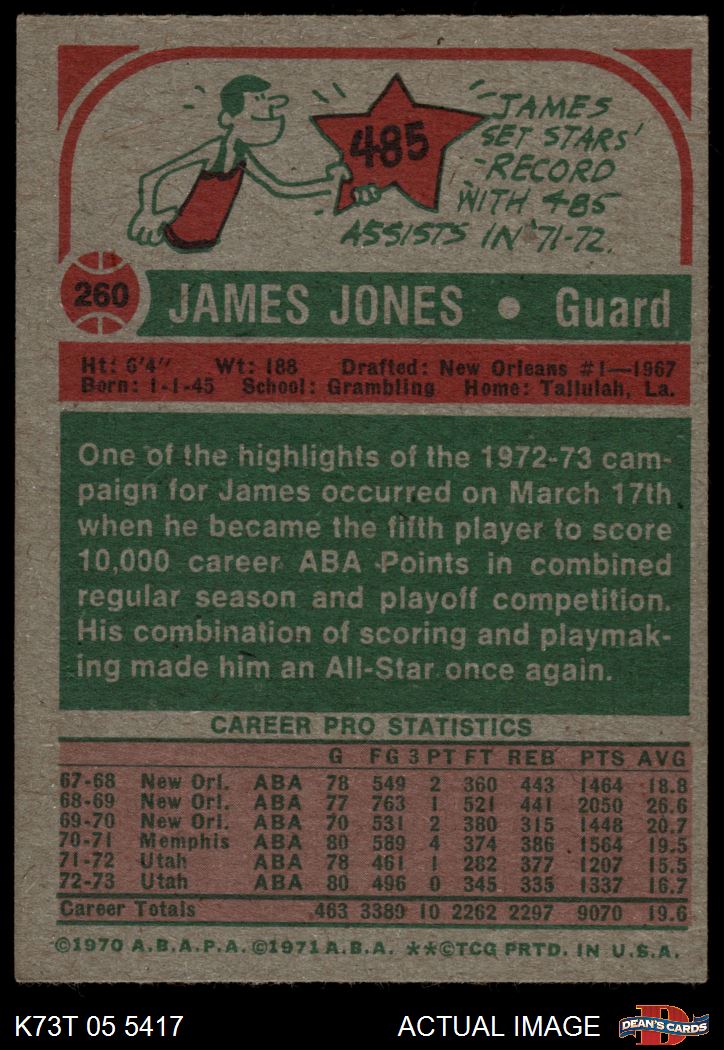 485
"JAMES
SET STARS'
RECORD
WITH 485
ASSISTS IN '71-72.
260
JAMES JONES • Guard
Ht: 6'4" Wt: 188 Drafted: New Orleans #1—1967
Born: 1-1-45 School: Grambling Home: Tallulah, La.
One of the highlights of the 1972-73 cam-
paign for James occurred on March 17th
when he became the fifth player to score
10,000 career ABA Points in combined
regular season and playoff competition.
His combination of scoring and playmak-
ing made him an All-Star once again.
CAREER PRO STATISTICS
G FG 3 PT FT REB PTS AVG
67-68 New Orl. ABA 78 549 2 360 443 1464 18.8
68-69 New Orl. ABA 77 763 1 521 441 2050 26.6
69-70 New Orl. ABA 70 531 2 380 315 1448 20.7
70-71 Memphis ABA 80 589 4 374 386 1564 19.5
71-72 Utah ABA 78 461 1 282 377 1207 15.5
72-73 Utah ABA 80 496 0 345 335 1337 16.7
Career Totals 463 3389 10 2262 2297 9070 19.6
©1970 A.B.A.P.A. ©1971 A.B.A. **©TCG PRTD. IN U.S.A.
K73T 05 5417 ACTUAL IMAGE
D
DEAN'S CARDS